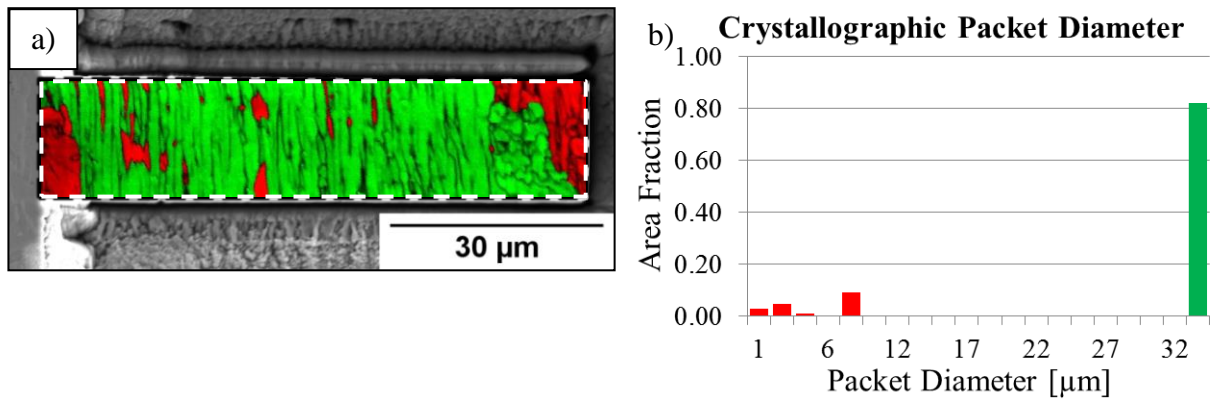 a)
30 µm
b)
Crystallographic Packet Diameter
1.00
0.80
0.60
0.40
0.20
0.00
Area Fraction
1 6 12 17 22 27 32
Packet Diameter [µm]